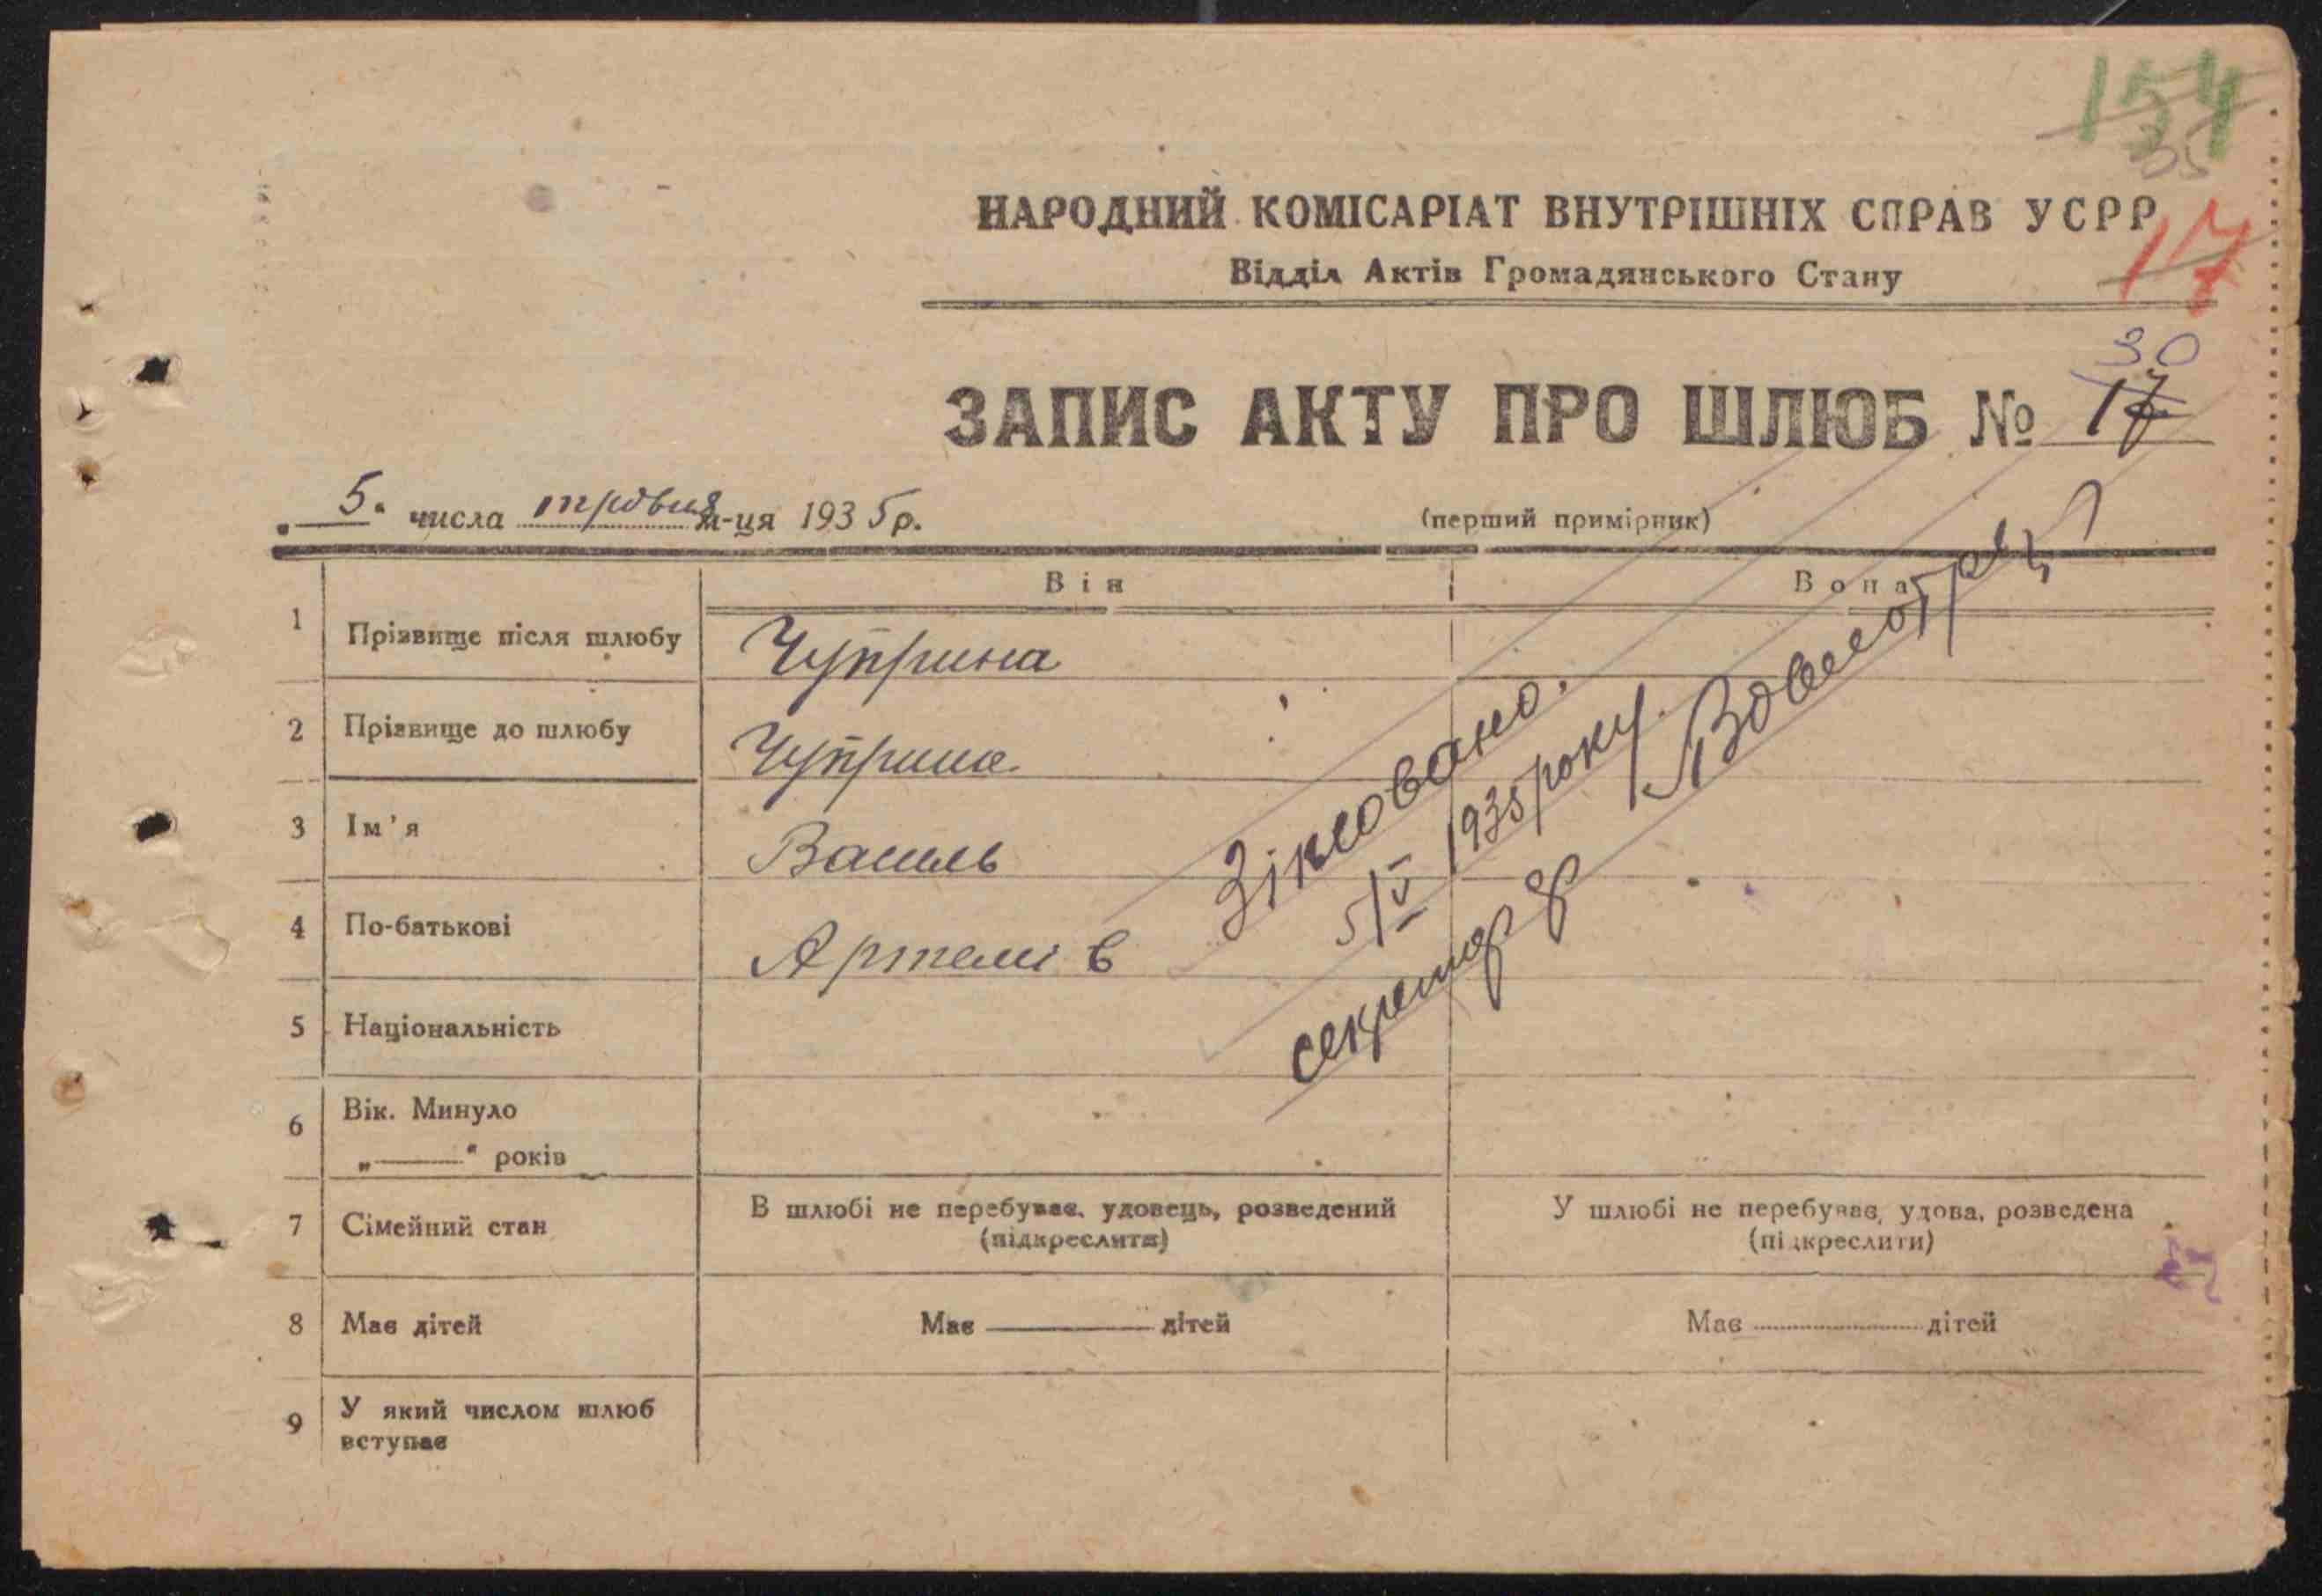 154
35
НАРОДНИЙ КОМІСАРІАТ ВНУТРІШНІХ СПРАВ УСРР
17
Відділ Актів Громадянського Стану
30
ЗАПИС АКТУ ПРО ШЛЮБ № 17
„ 5 " числа травня м-ця 1935р.
(перший примірник)
Він
Вона
1 Прізвище після шлюбу Чуприна
2 Прізвище до шлюбу Чуприна
3 Ім'я Василь
4 По-батькові Артемів
Зіпсовано.
5/V 1935 року
секретар
5 Національність
6 Вік. Минуло
„ " років
7 Сімейний стан В шлюбі не перебуває, удовець, розведений (підкреслити) У шлюбі не перебуває, удова, розведена (підкреслити)
8 Має дітей Має дітей Має дітей
9 У який числом шлюб
вступає